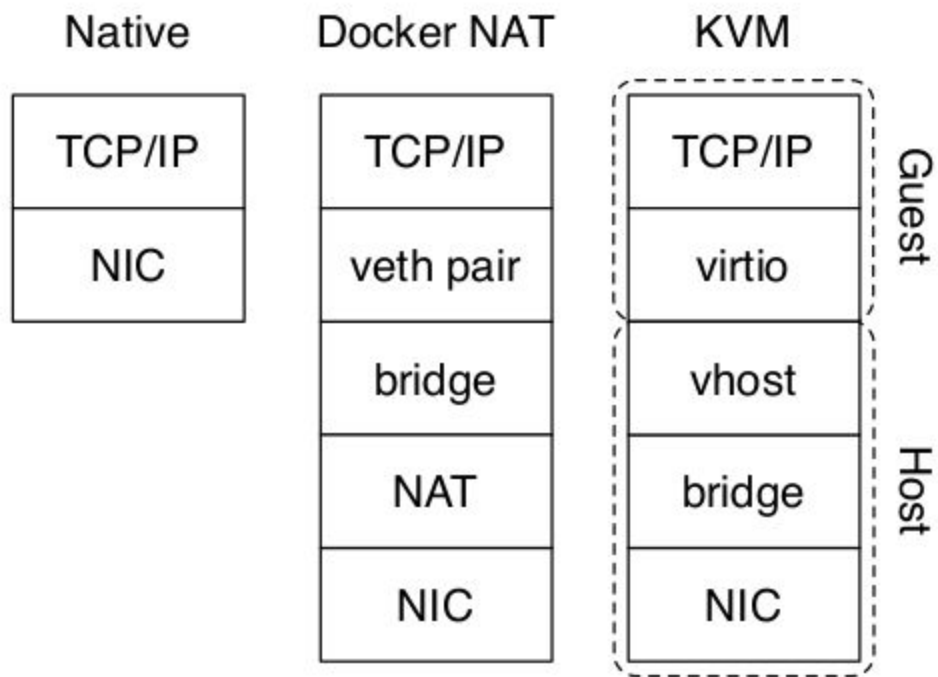 Native
TCP/IP
NIC
Docker NAT
TCP/IP
veth pair
bridge
NAT
NIC
KVM
TCP/IP
virtio
vhost
bridge
NIC
Guest
Host